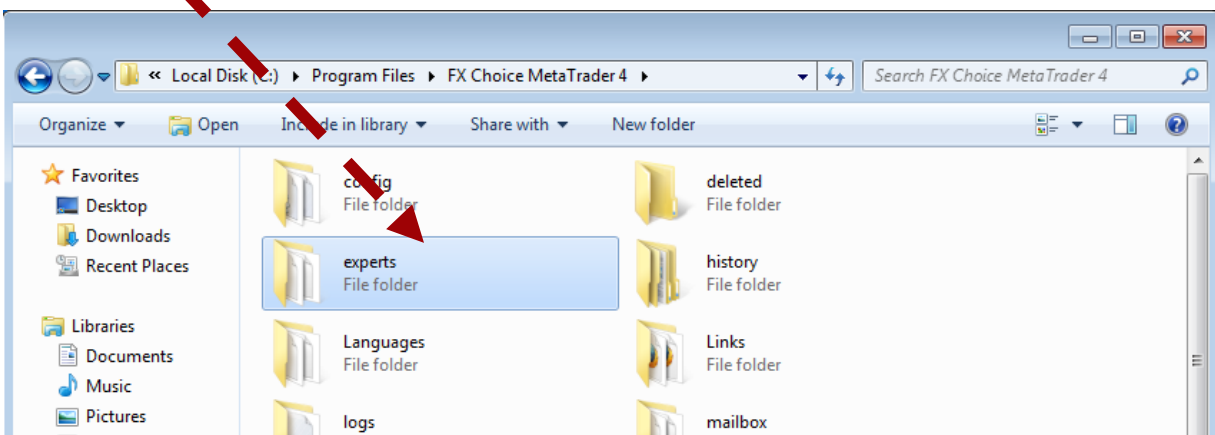 « Local Disk (C:) ▸ Program Files ▸ FX Choice MetaTrader 4 ▸
Search FX Choice MetaTrader 4
Organize ▾ Open Include in library ▾ Share with ▾ New folder
Favorites
Desktop
Downloads
Recent Places
Libraries
Documents
Music
Pictures
config
File folder
deleted
File folder
experts
File folder
history
File folder
Languages
File folder
Links
File folder
logs
mailbox